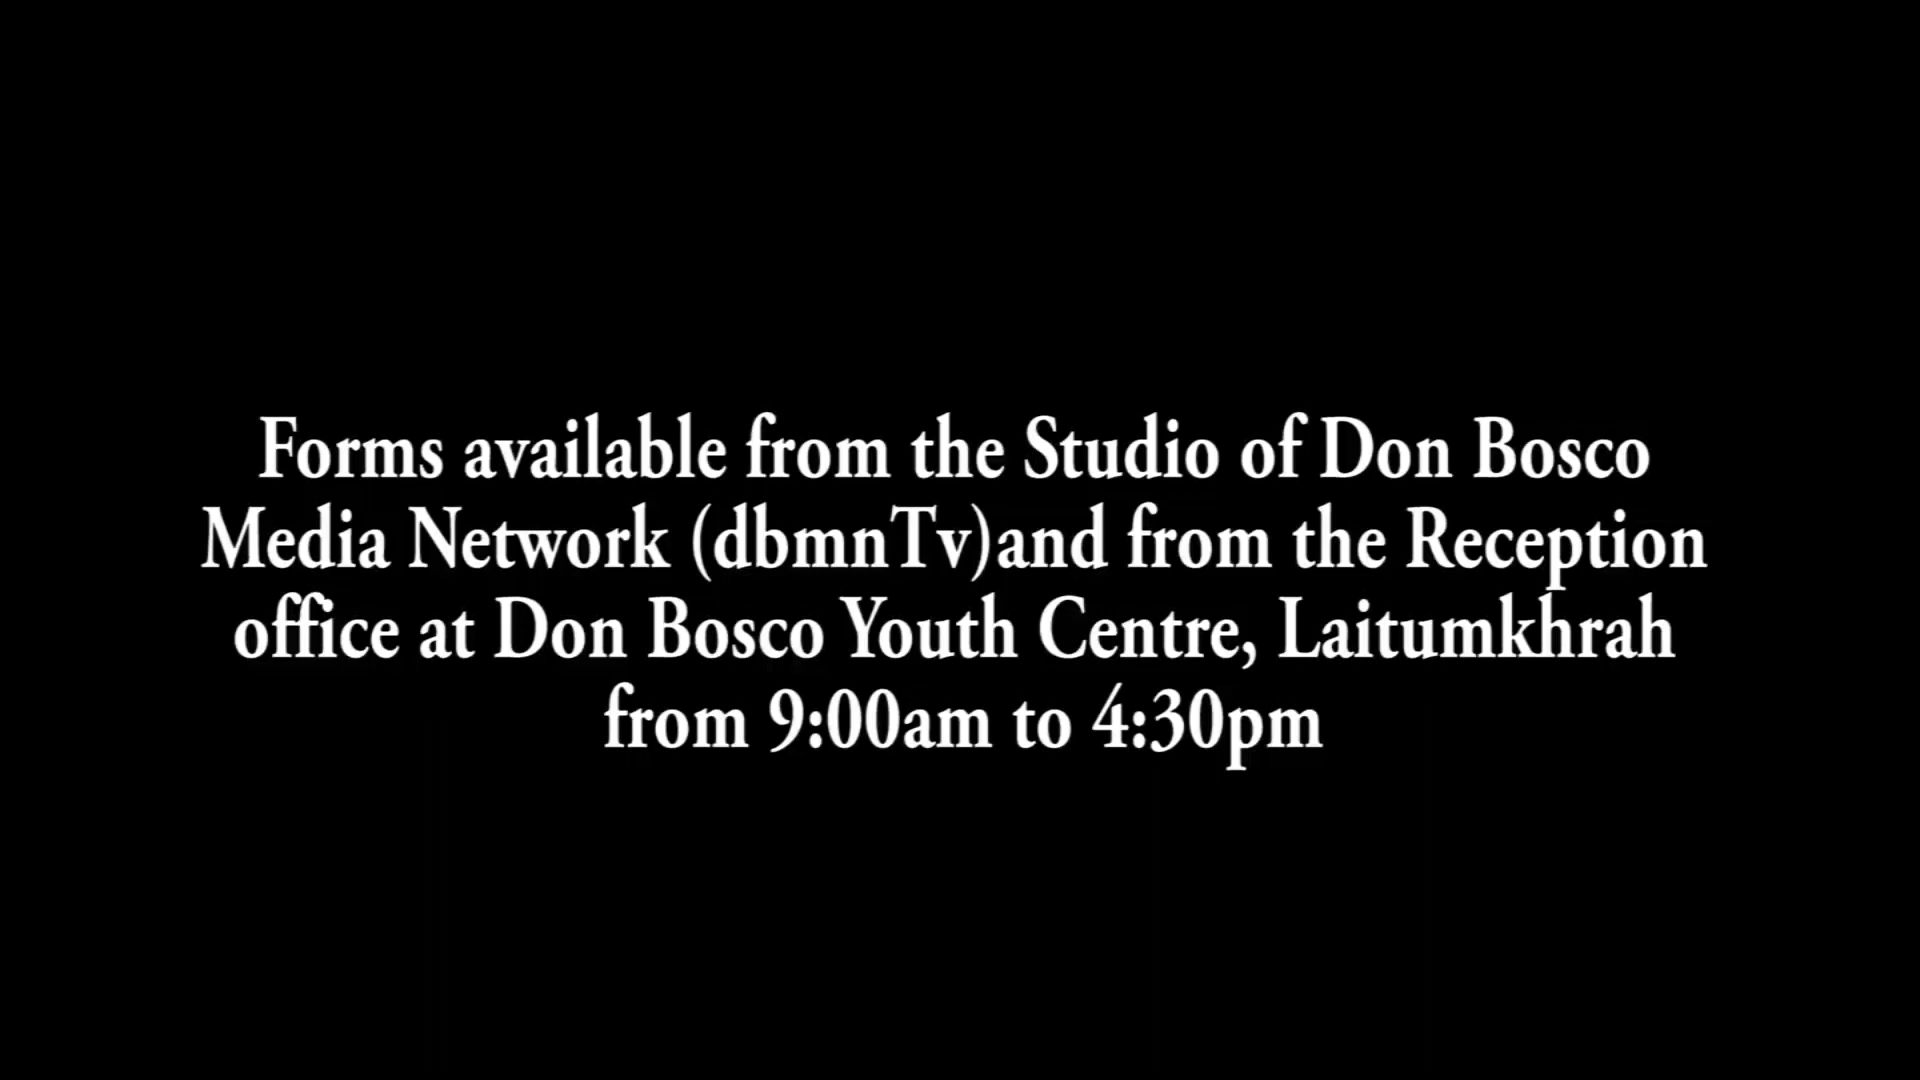 Forms available from the Studio of Don Bosco
Media Network (dbmnTv)and from the Reception
office at Don Bosco Youth Centre, Laitumkhrah
from 9:00am to 4:30pm